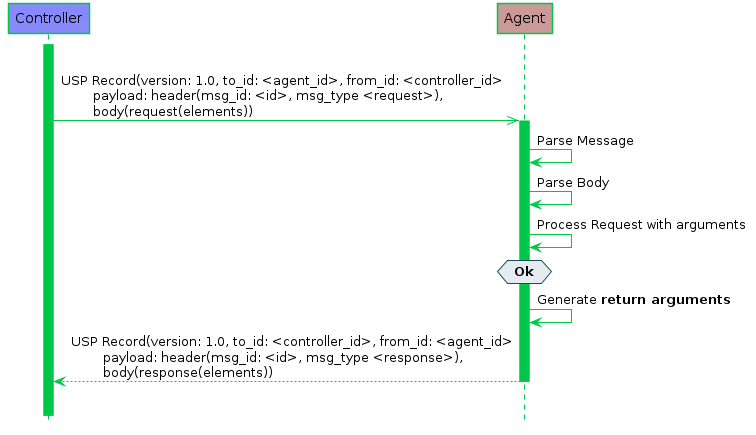 Controller
Agent
USP Record(version: 1.0, to_id: <agent_id>, from_id: <controller_id>
payload: header(msg_id: <id>, msg_type <request>),
body(request(elements))
Parse Message
Parse Body
Process Request with arguments
Ok
Generate return arguments
USP Record(version: 1.0, to_id: <controller_id>, from_id: <agent_id>
payload: header(msg_id: <id>, msg_type <response>),
body(response(elements))